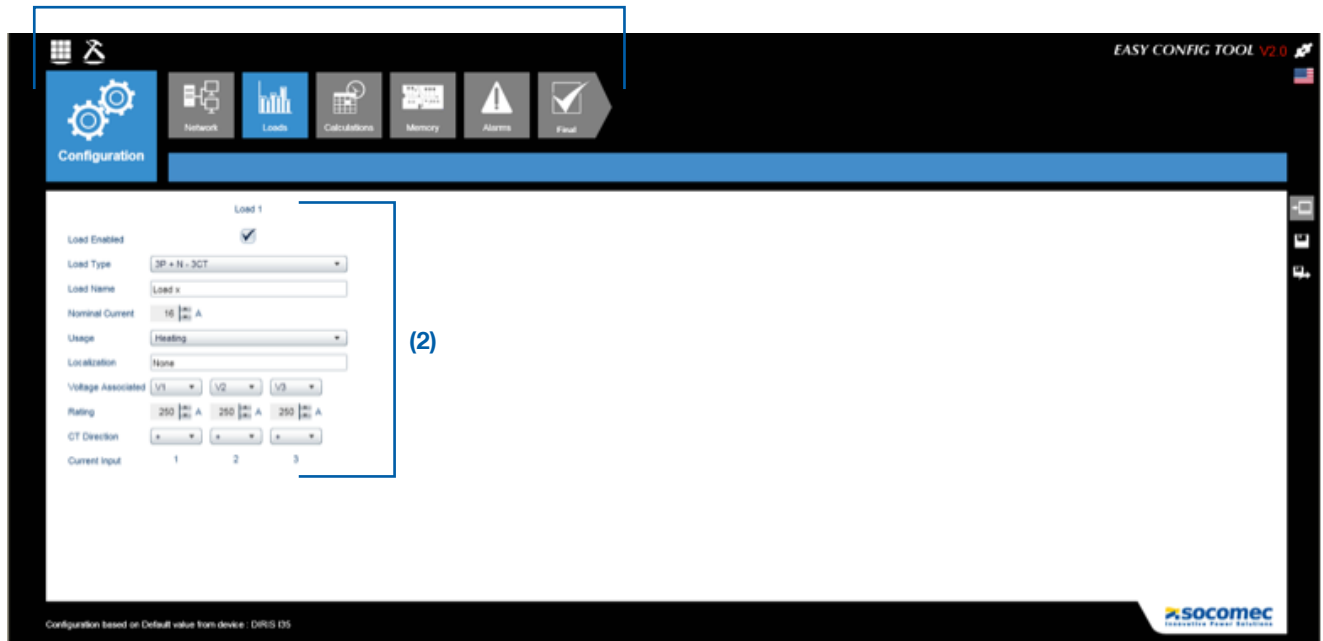 EASY CONFIG TOOL V2.0
Configuration
Network
Loads
Calculations
Memory
Alarms
Final
Load 1
Load Enabled
Load Type 3P + N - 3CT
Load Name Load x
Nominal Current 16 A
Usage Heating
Localization None
Voltage Associated V1 V2 V3
Rating 250 A 250 A 250 A
CT Direction + + +
Current Input 1 2 3
(2)
Configuration based on Default value from device : DIRIS I35
socomec
Innovative Power Solutions